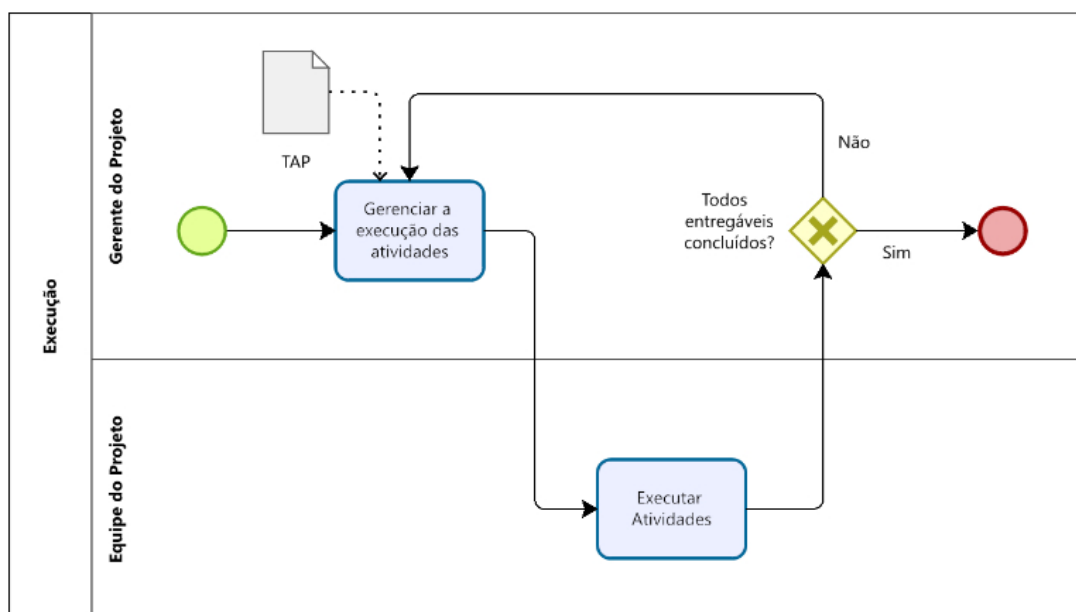 Execução
Gerente do Projeto
TAP
Gerenciar a
execução das
atividades
Não
Todos
entregáveis
concluídos?
Sim
Equipe do Projeto
Executar
Atividades